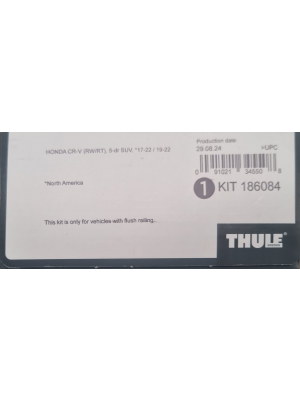 Production date
29.08.24 >UPC
HONDA CR-V (RW/RT), 5-dr SUV, *17-22 / 19-22
0 91021 34550 8
1 KIT 186084
*North America
This kit is only for vehicles with flush railing.
THULE
SWEDEN